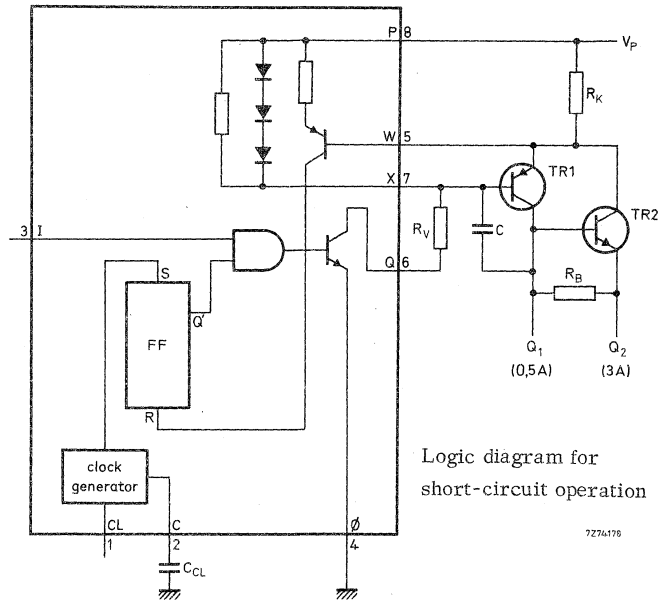 P 8
V_P
R_K
W 5
TR1
X 7
TR2
3 I
R_V
C
Q 6
R_B
S
Q'
FF
Q_1
(0,5A)
Q_2
(3A)
R
clock
generator
Logic diagram for
short-circuit operation
CL
C
Ø
1
2
4
C_CL
7Z74178